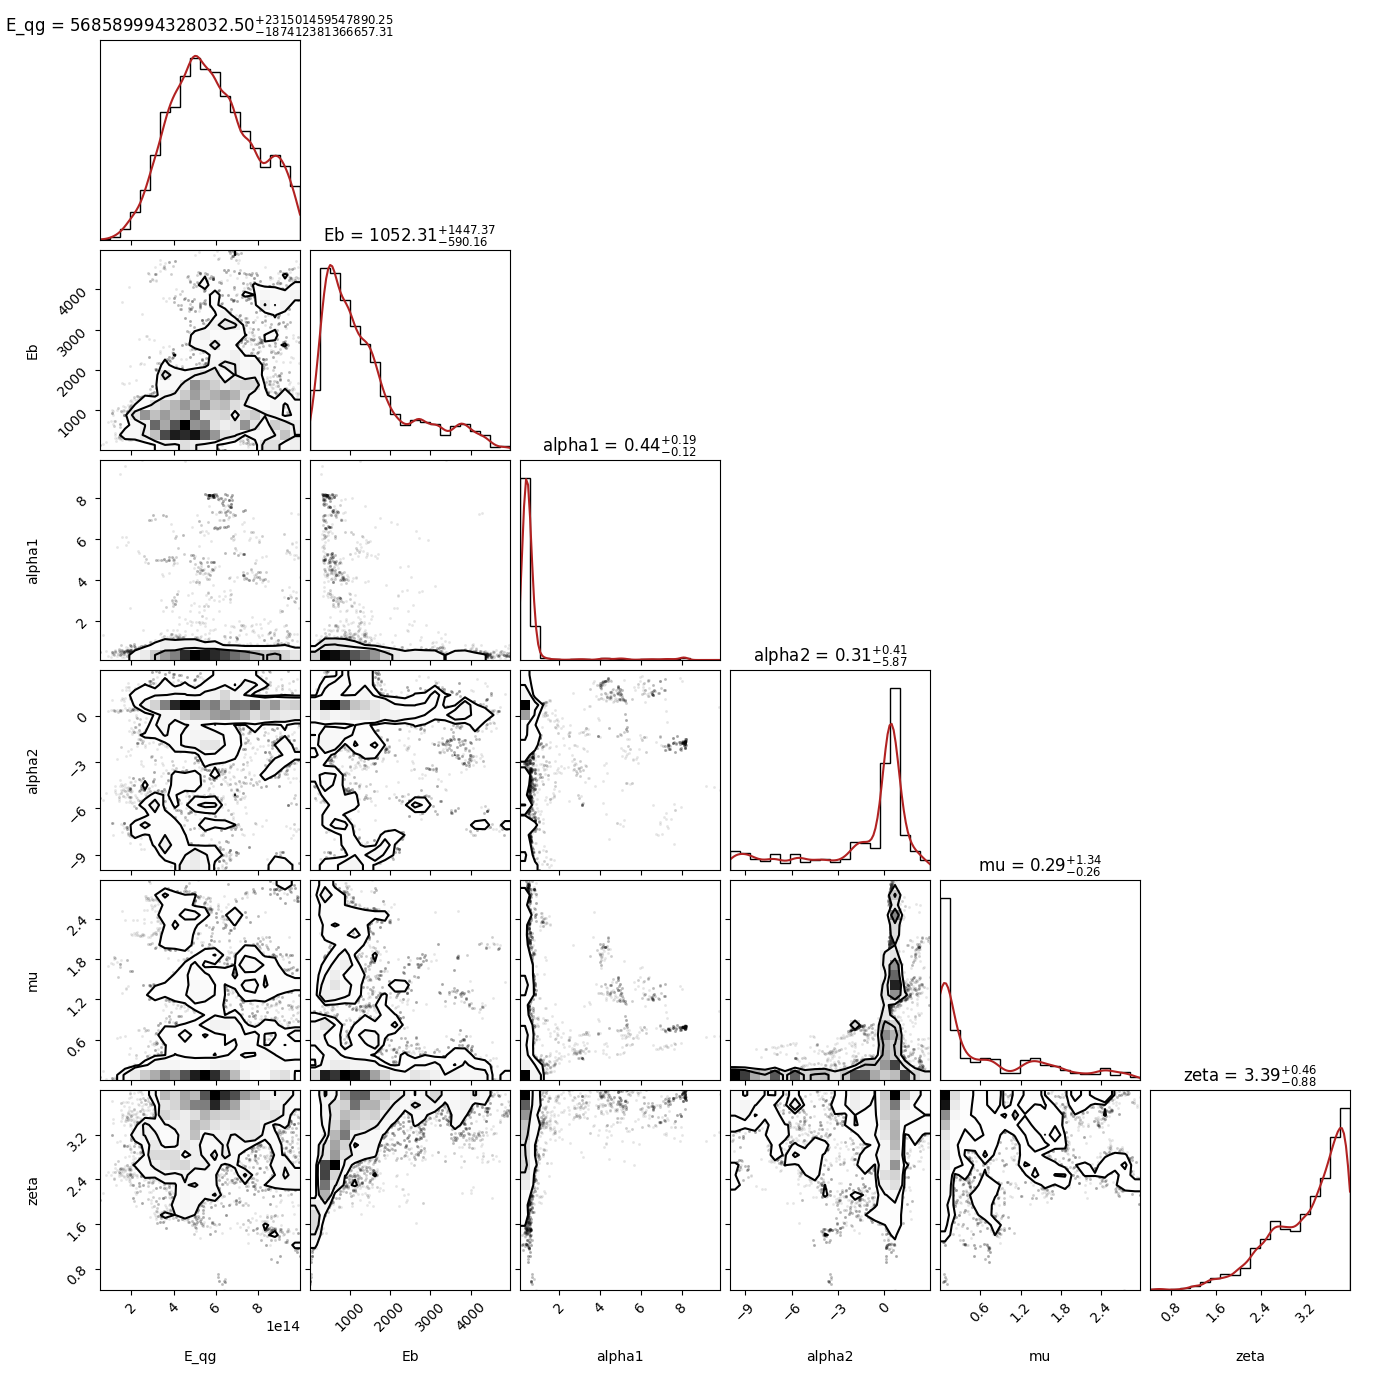 E_qg = 568589994328032.50+231501459547890.25−187412381366657.31
Eb = 1052.31+1447.37−590.16
4000
3000
2000
1000
Eb
alpha1 = 0.44+0.19−0.12
8
6
4
2
alpha1
alpha2 = 0.31+0.41−5.87
0
−3
−6
−9
alpha2
mu = 0.29+1.34−0.26
2.4
1.8
1.2
0.6
mu
zeta = 3.39+0.46−0.88
3.2
2.4
1.6
0.8
zeta
2 4 6 8 1000 2000 3000 4000 2 4 6 8 −9 −6 −3 0 0.6 1.2 1.8 2.4 0.8 1.6 2.4 3.2
1e14
E_qg Eb alpha1 alpha2 mu zeta